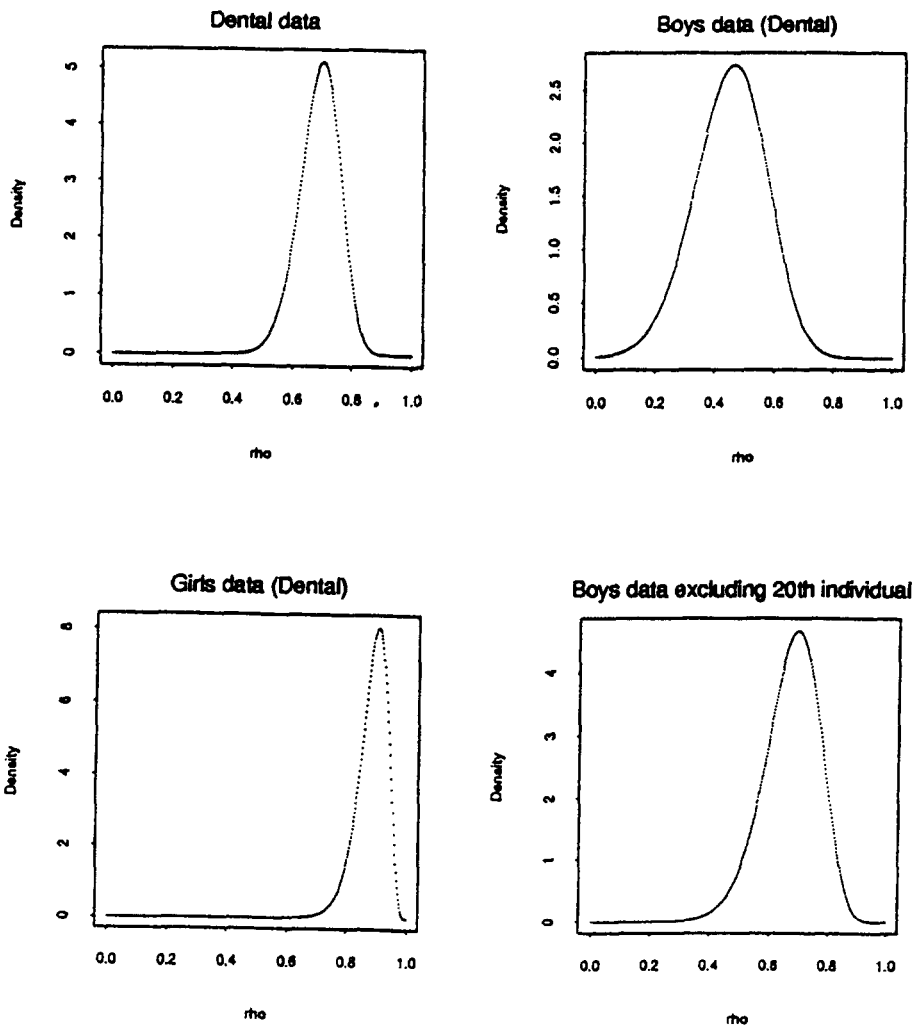 Dental data
Density
5
4
3
2
1
0
0.0 0.2 0.4 0.6 0.8 1.0
rho
Boys data (Dental)
Density
2.5
2.0
1.5
1.0
0.5
0.0
0.0 0.2 0.4 0.6 0.8 1.0
rho
Girls data (Dental)
Density
8
6
4
2
0
0.0 0.2 0.4 0.6 0.8 1.0
rho
Boys data excluding 20th individual
Density
4
3
2
1
0
0.0 0.2 0.4 0.6 0.8 1.0
rho